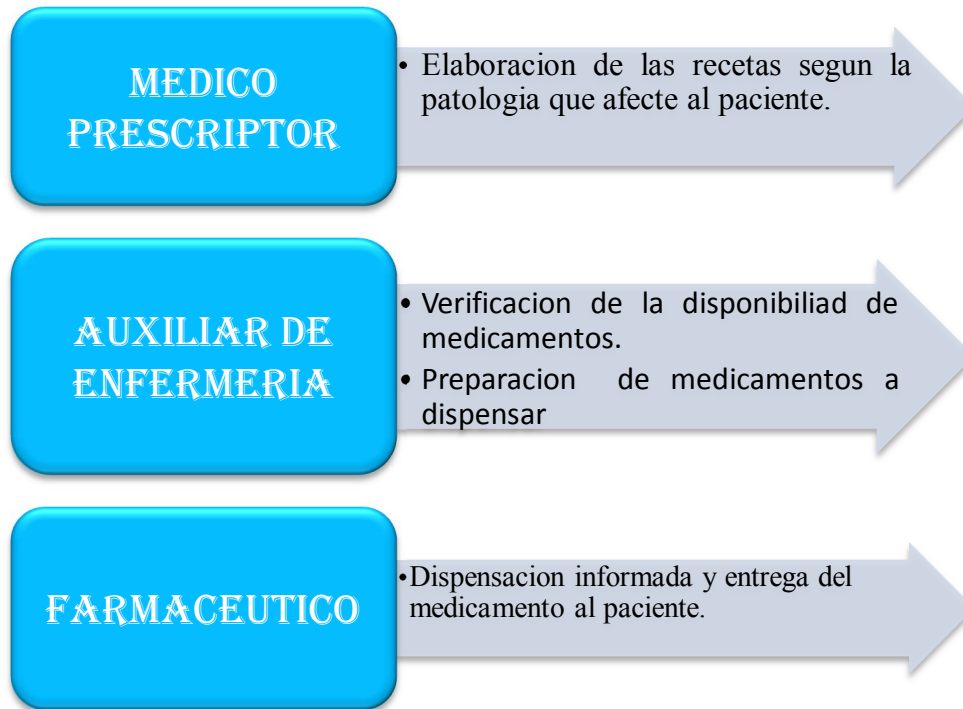 MEDICO
PRESCRIPTOR
• Elaboracion de las recetas segun la
patologia que afecte al paciente.
AUXILIAR DE
ENFERMERIA
• Verificacion de la disponibiliad de
medicamentos.
• Preparacion de medicamentos a
dispensar
FARMACEUTICO
•Dispensacion informada y entrega del
medicamento al paciente.